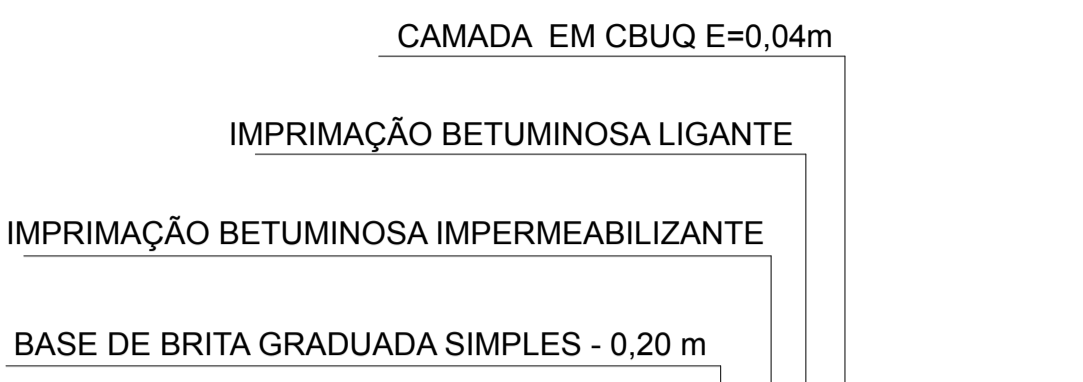 CAMADA EM CBUQ E=0,04m
IMPRIMAÇÃO BETUMINOSA LIGANTE
IMPRIMAÇÃO BETUMINOSA IMPERMEABILIZANTE
BASE DE BRITA GRADUADA SIMPLES - 0,20 m